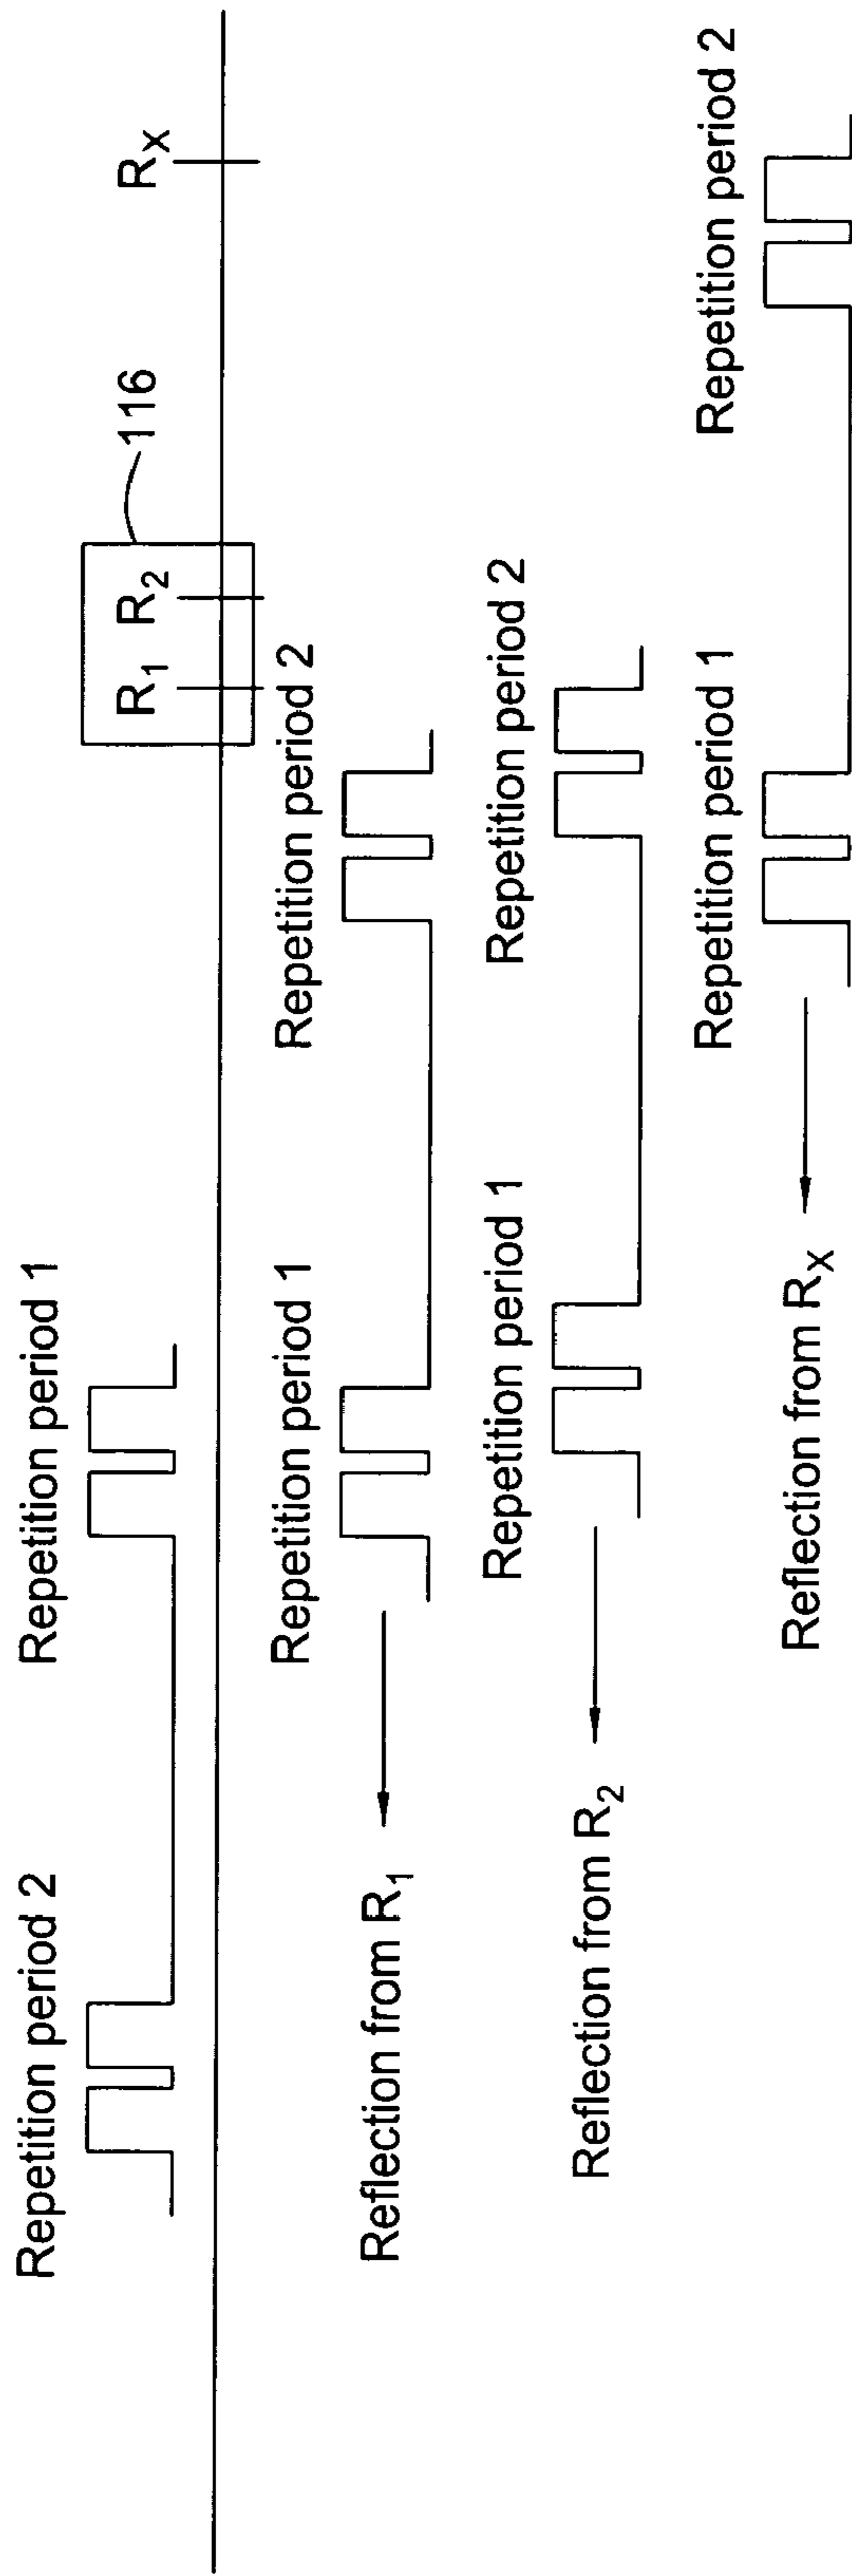 Repetition period 2
Repetition period 1
R1
R2
116
RX
Repetition period 1
Repetition period 2
Reflection from R1
Repetition period 1
Repetition period 2
Reflection from R2
Repetition period 1
Repetition period 2
Reflection from RX